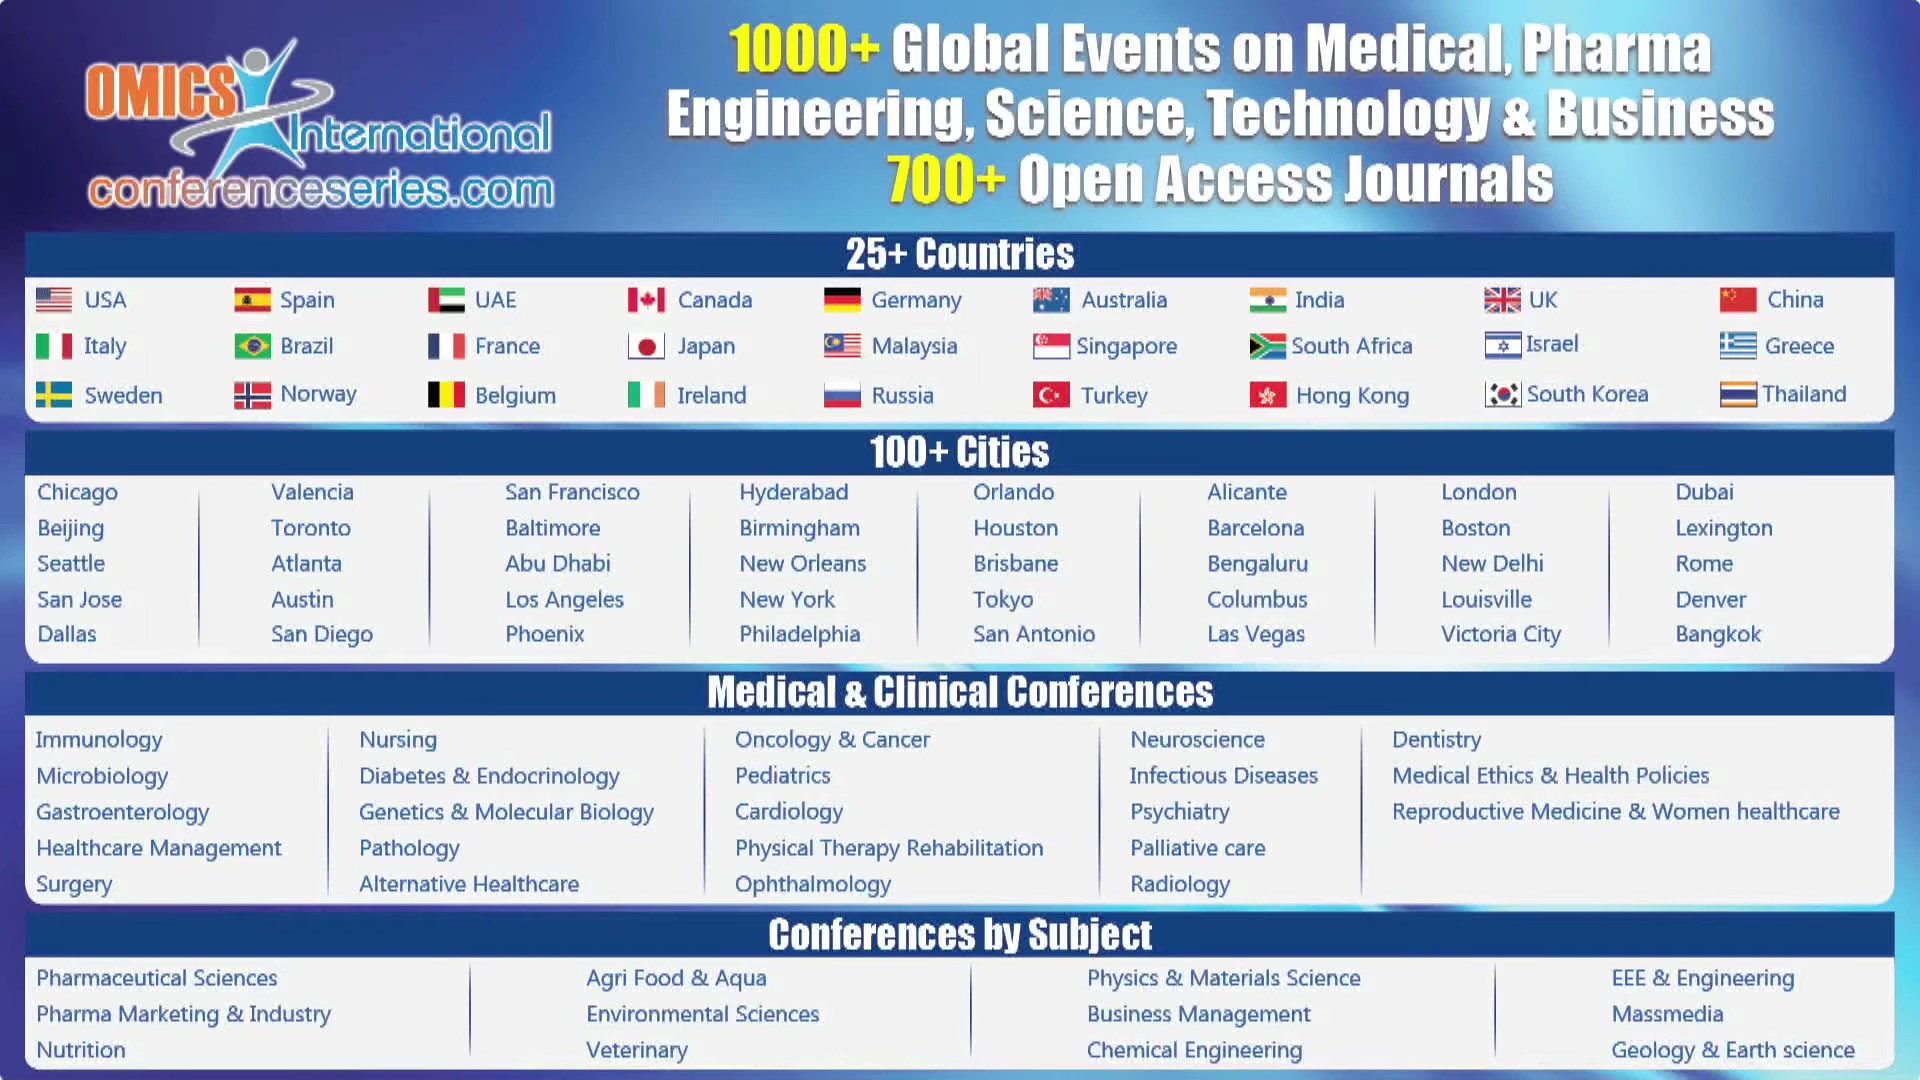 OMICS
International
conferenceseries.com
1000+ Global Events on Medical, Pharma
Engineering, Science, Technology & Business
700+ Open Access Journals
25+ Countries
USA Spain UAE Canada Germany Australia India UK China
Italy Brazil France Japan Malaysia Singapore South Africa Israel Greece
Sweden Norway Belgium Ireland Russia Turkey Hong Kong South Korea Thailand
100+ Cities
Chicago Valencia San Francisco Hyderabad Orlando Alicante London Dubai
Beijing Toronto Baltimore Birmingham Houston Barcelona Boston Lexington
Seattle Atlanta Abu Dhabi New Orleans Brisbane Bengaluru New Delhi Rome
San Jose Austin Los Angeles New York Tokyo Columbus Louisville Denver
Dallas San Diego Phoenix Philadelphia San Antonio Las Vegas Victoria City Bangkok
Medical & Clinical Conferences
Immunology Nursing Oncology & Cancer Neuroscience Dentistry
Microbiology Diabetes & Endocrinology Pediatrics Infectious Diseases Medical Ethics & Health Policies
Gastroenterology Genetics & Molecular Biology Cardiology Psychiatry Reproductive Medicine & Women healthcare
Healthcare Management Pathology Physical Therapy Rehabilitation Palliative care
Surgery Alternative Healthcare Ophthalmology Radiology
Conferences by Subject
Pharmaceutical Sciences Agri Food & Aqua Physics & Materials Science EEE & Engineering
Pharma Marketing & Industry Environmental Sciences Business Management Massmedia
Nutrition Veterinary Chemical Engineering Geology & Earth science